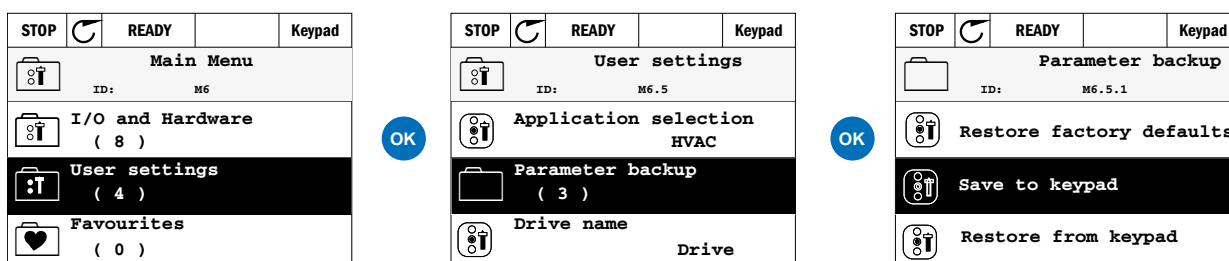 STOP READY Keypad
Main Menu
ID: M6
I/O and Hardware
( 8 )
User settings
( 4 )
Favourites
( 0 )
OK
STOP READY Keypad
User settings
ID: M6.5
Application selection
HVAC
Parameter backup
( 3 )
Drive name
Drive
OK
STOP READY Keypad
Parameter backup
ID: M6.5.1
Restore factory defaults
Save to keypad
Restore from keypad